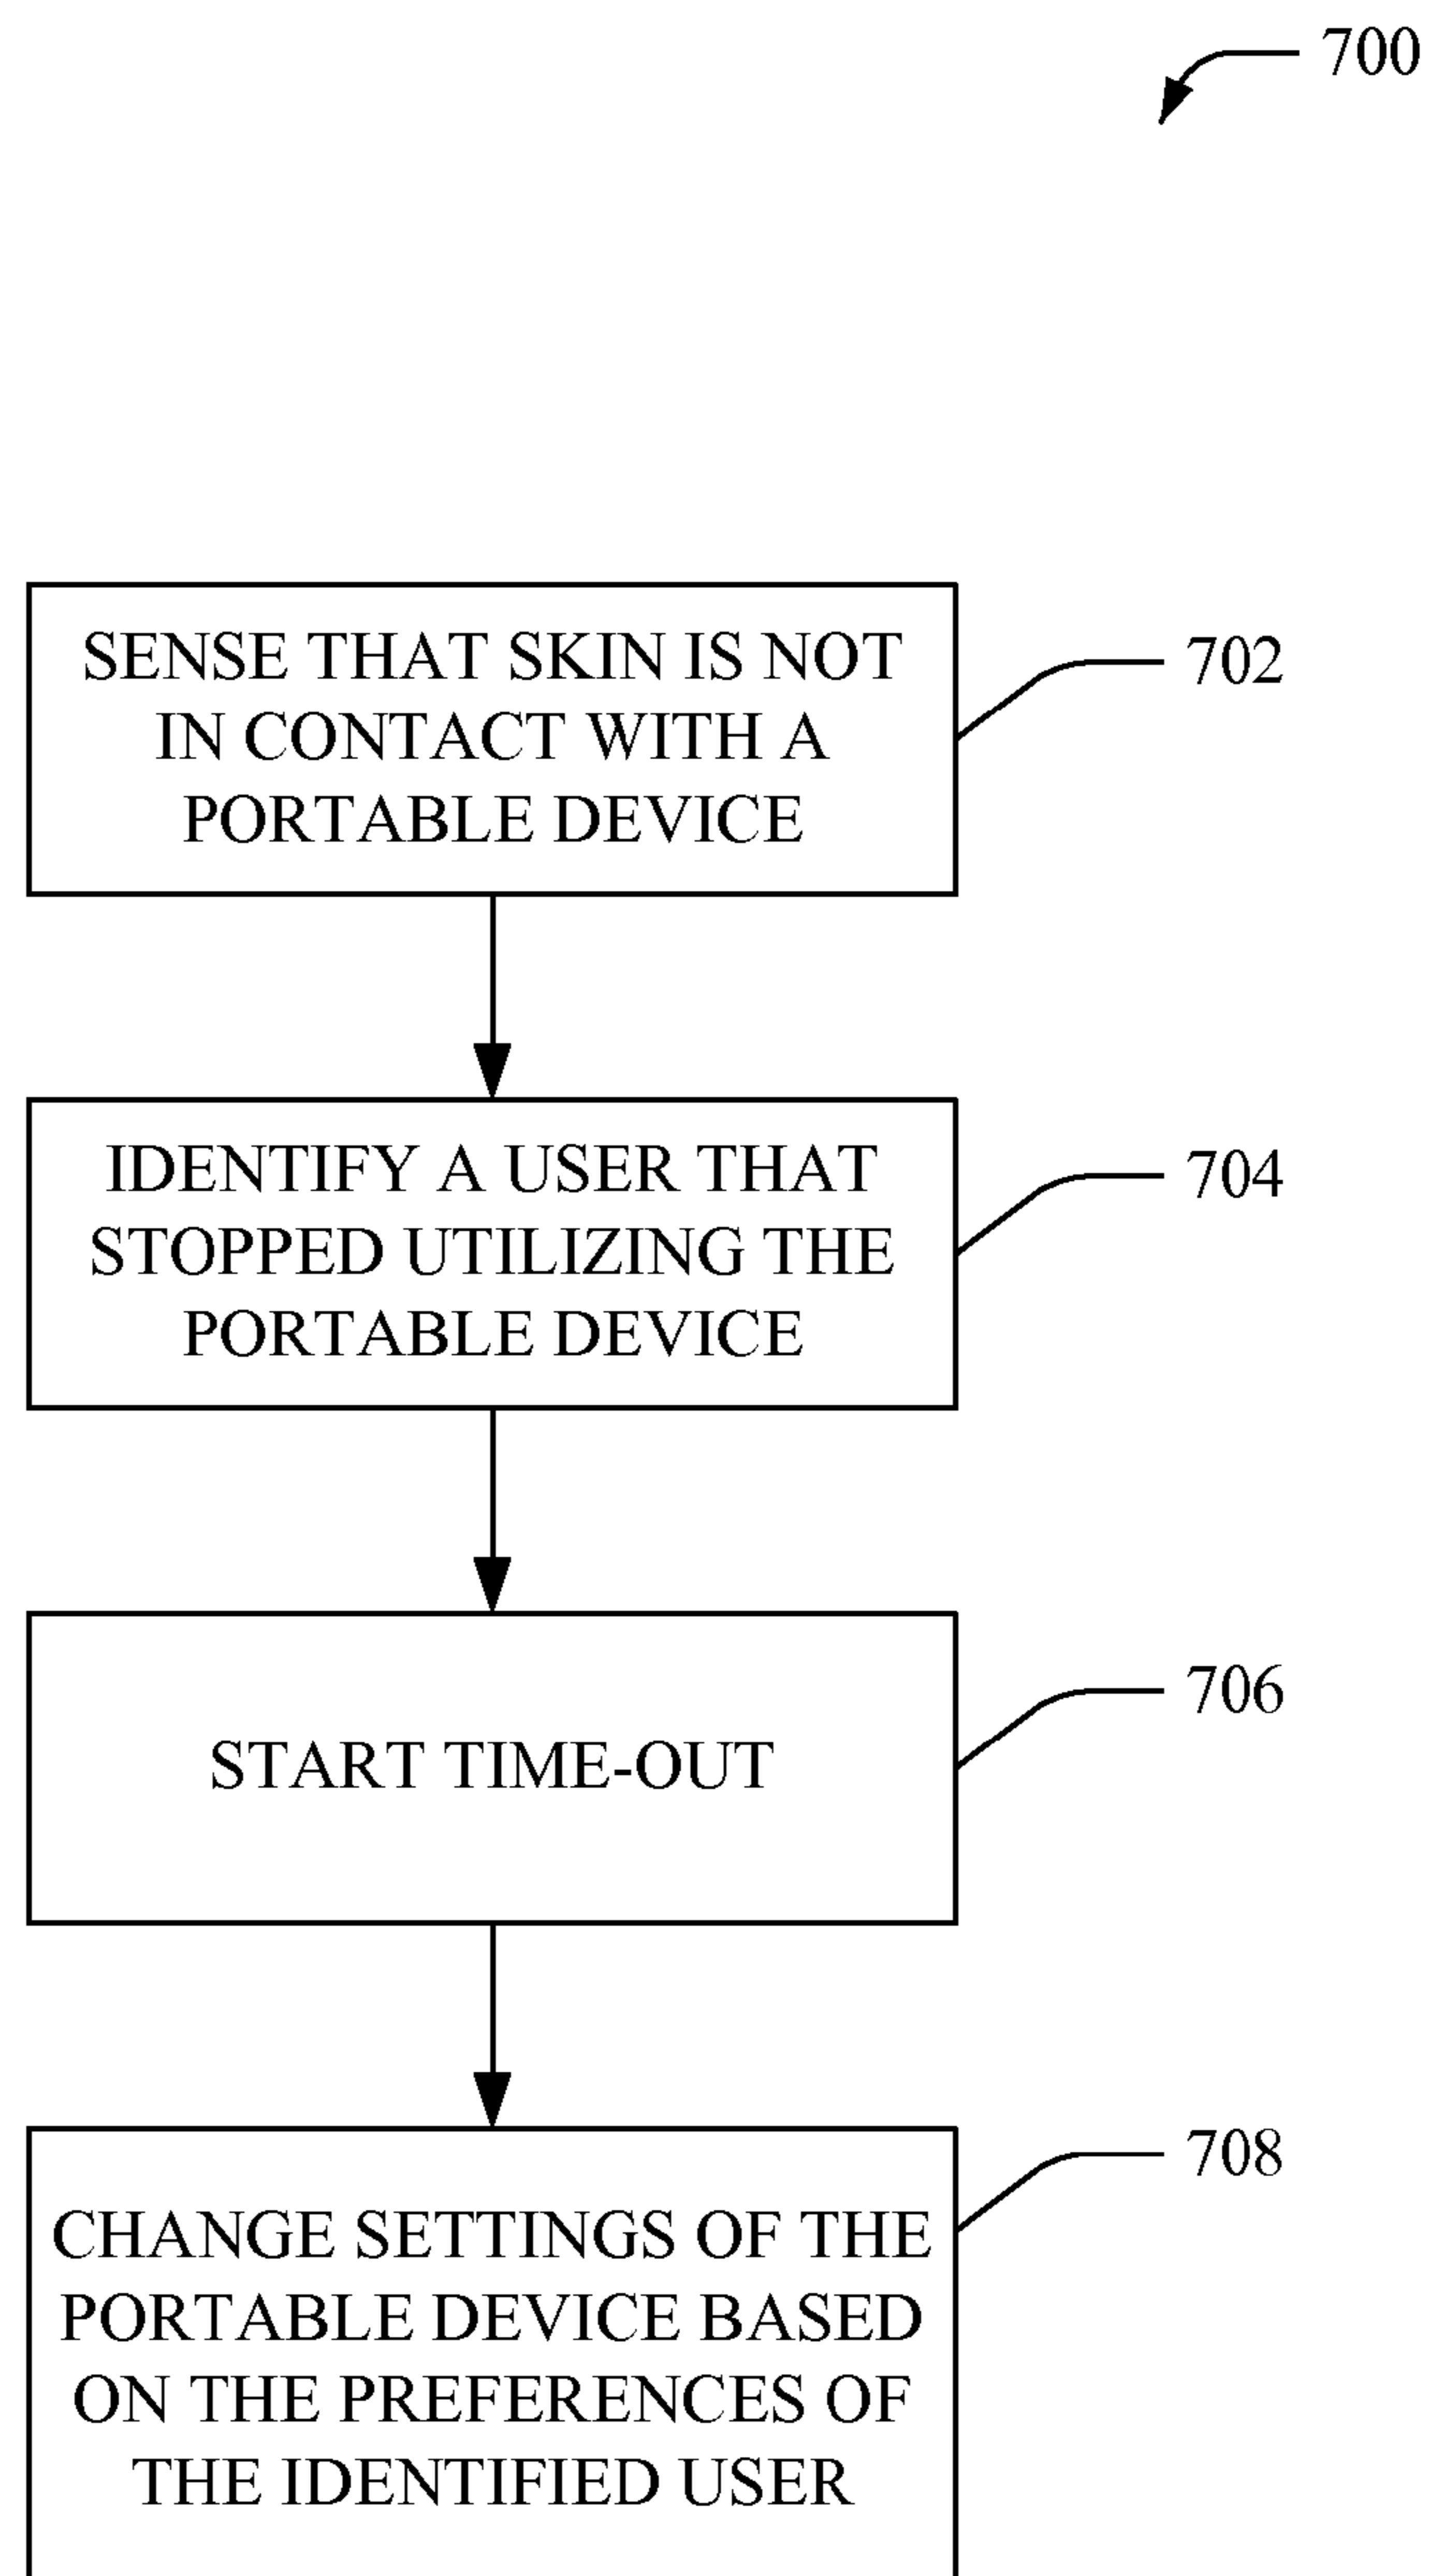 700
SENSE THAT SKIN IS NOT
IN CONTACT WITH A
PORTABLE DEVICE
702
IDENTIFY A USER THAT
STOPPED UTILIZING THE
PORTABLE DEVICE
704
START TIME-OUT
706
CHANGE SETTINGS OF THE
PORTABLE DEVICE BASED
ON THE PREFERENCES OF
THE IDENTIFIED USER
708